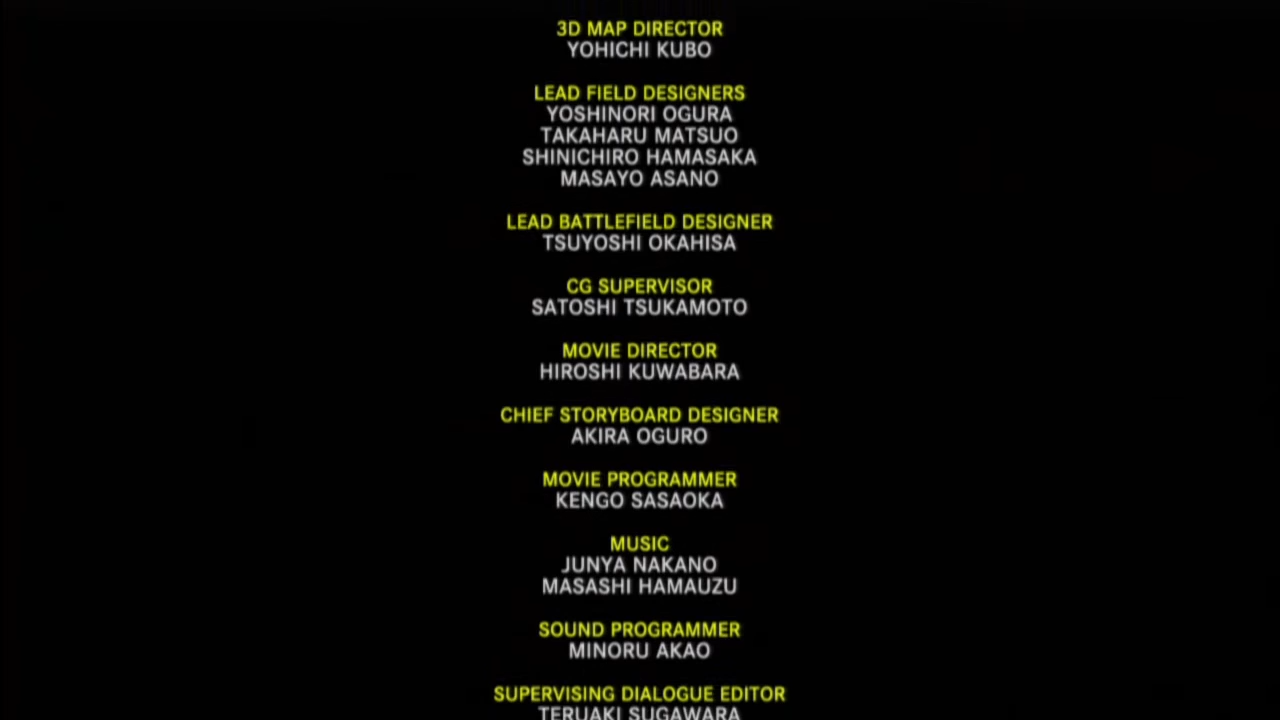 3D MAP DIRECTOR
YOHICHI KUBO
LEAD FIELD DESIGNERS
YOSHINORI OGURA
TAKAHARU MATSUO
SHINICHIRO HAMASAKA
MASAYO ASANO
LEAD BATTLEFIELD DESIGNER
TSUYOSHI OKAHISA
CG SUPERVISOR
SATOSHI TSUKAMOTO
MOVIE DIRECTOR
HIROSHI KUWABARA
CHIEF STORYBOARD DESIGNER
AKIRA OGURO
MOVIE PROGRAMMER
KENGO SASAOKA
MUSIC
JUNYA NAKANO
MASASHI HAMAUZU
SOUND PROGRAMMER
MINORU AKAO
SUPERVISING DIALOGUE EDITOR
TERUAKI SUGAWARA